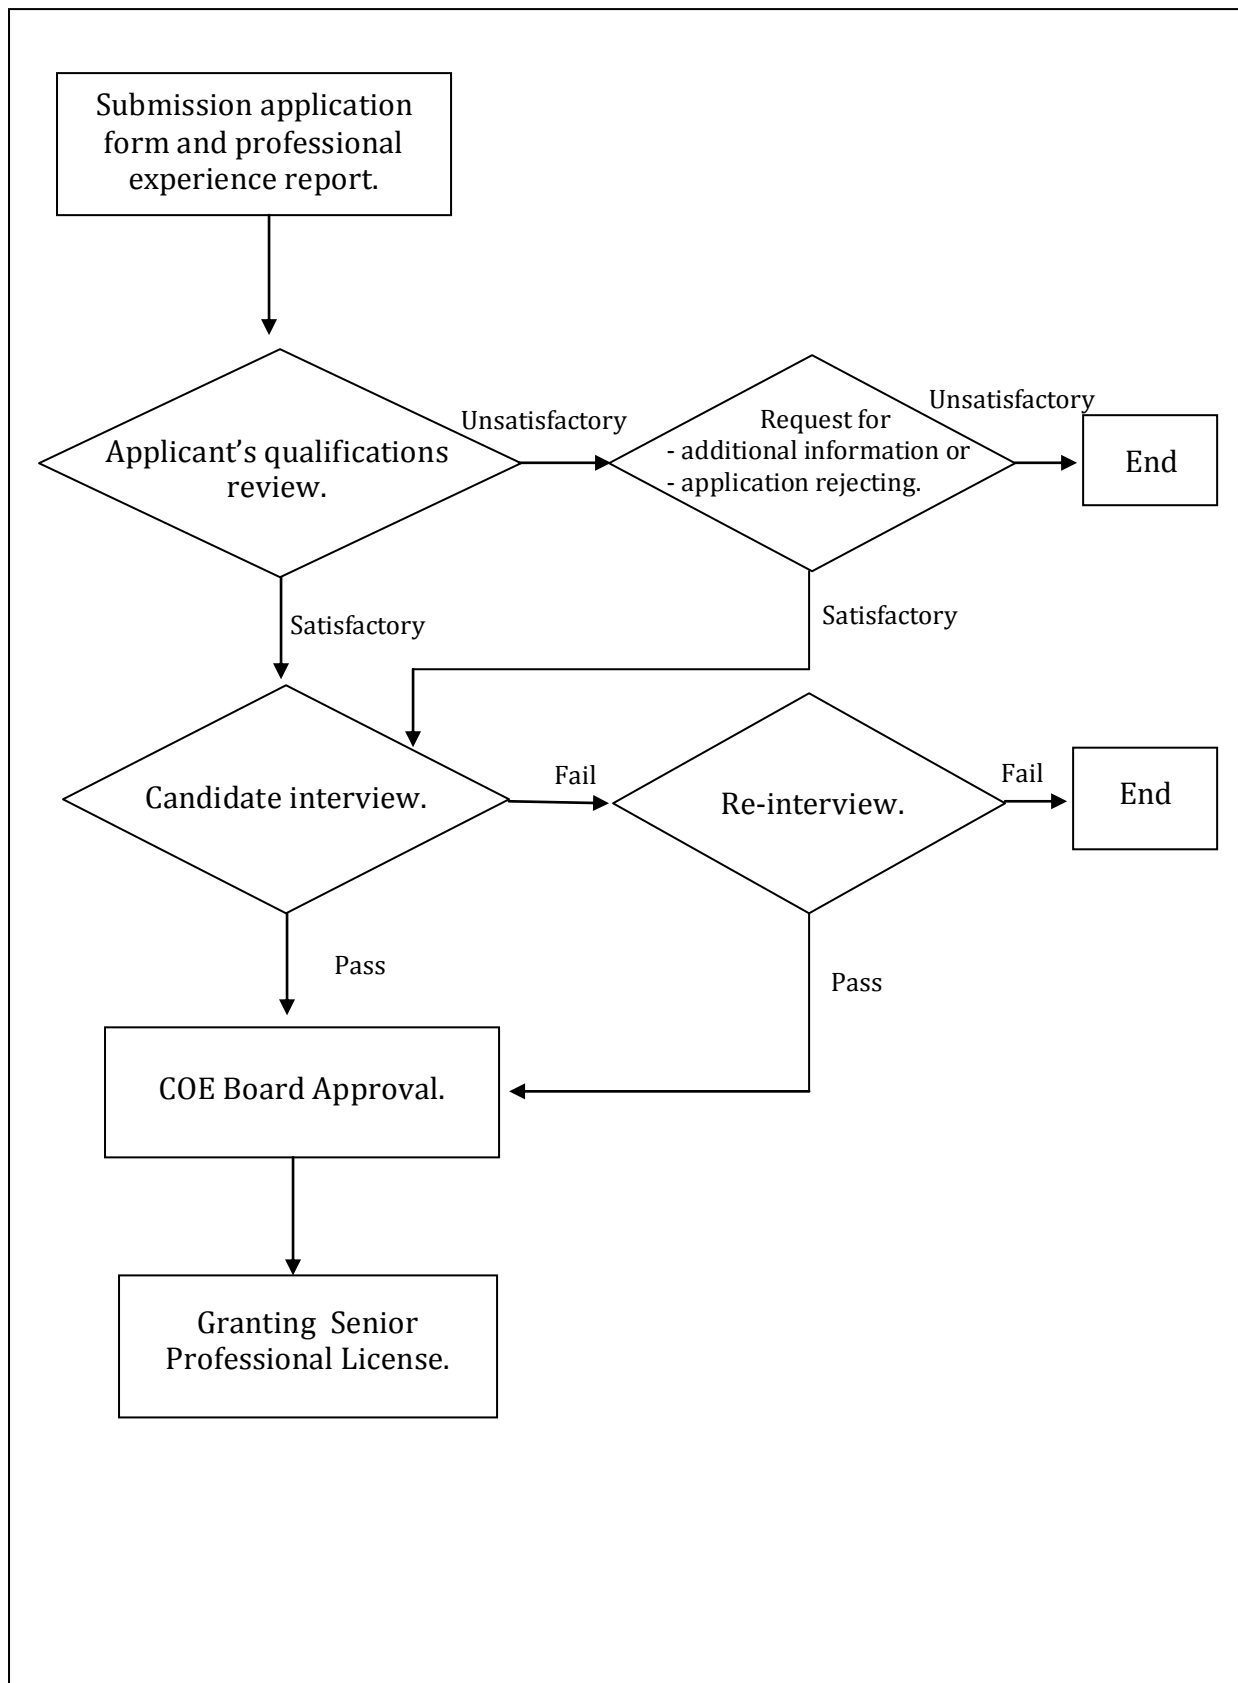 Submission application
form and professional
experience report.
Unsatisfactory
Unsatisfactory
Applicant’s qualifications
review.
Request for
- additional information or
- application rejecting.
End
Satisfactory
Satisfactory
Candidate interview.
Fail
Re-interview.
Fail
End
Pass
Pass
COE Board Approval.
Granting  Senior
Professional License.